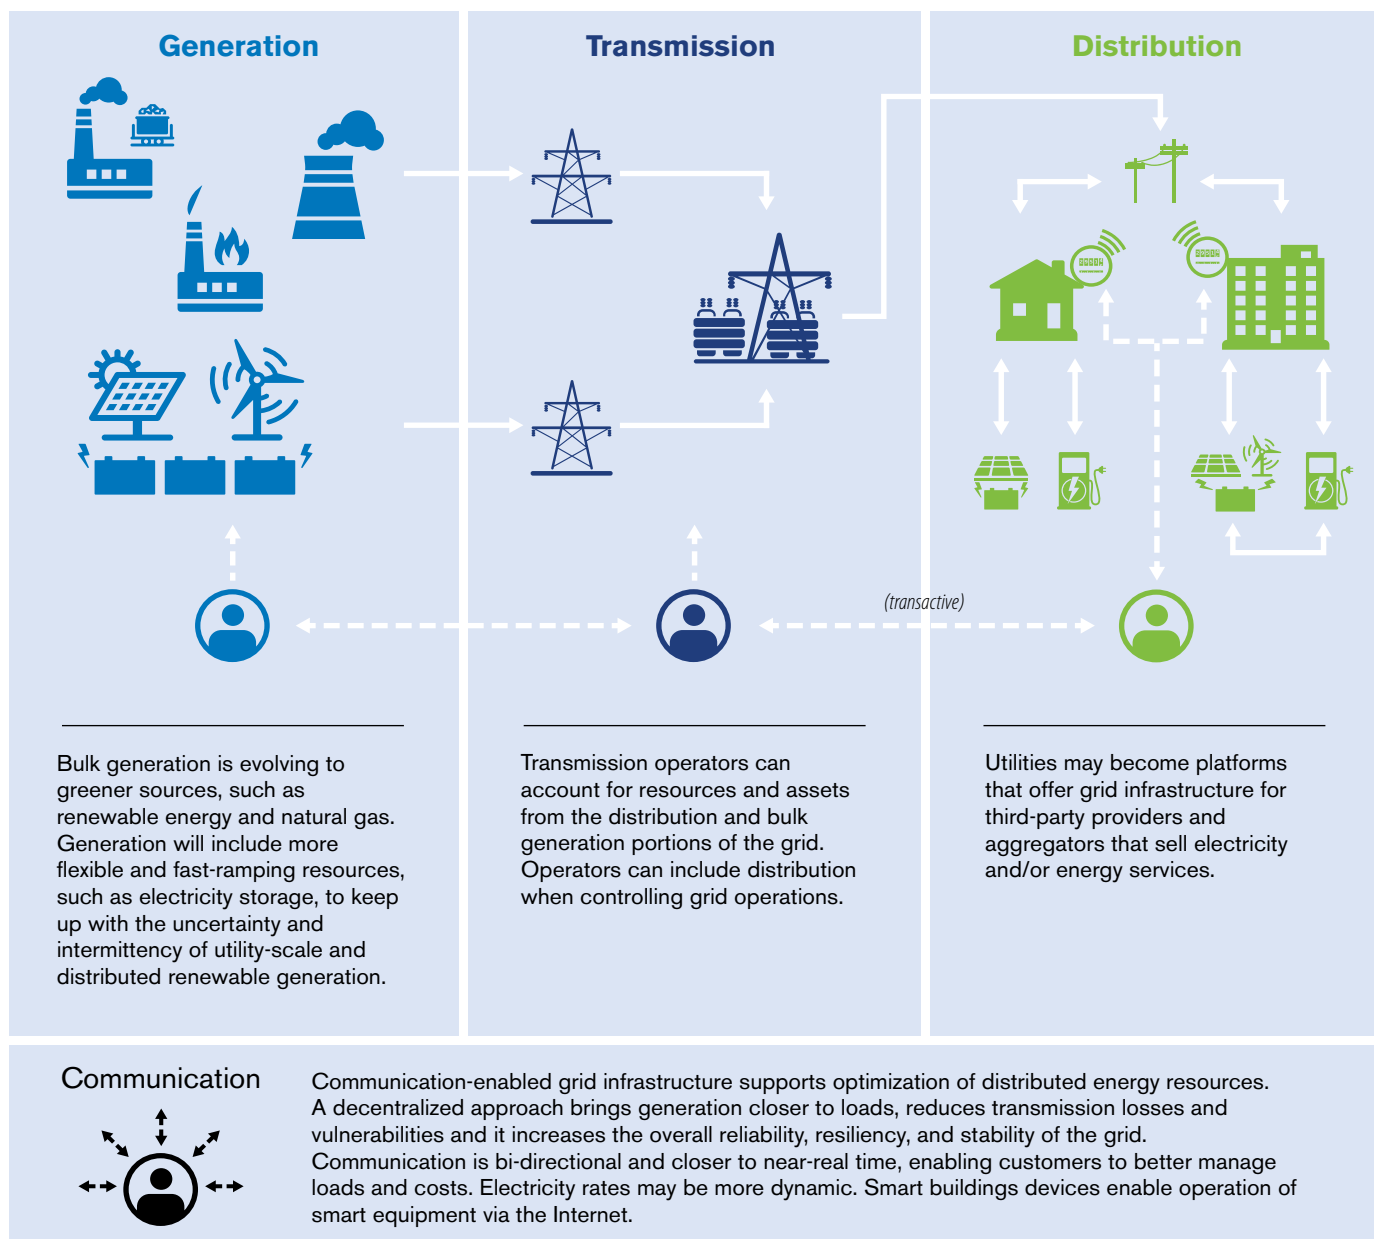 Generation
Transmission
Distribution
(transactive)
Bulk generation is evolving to
greener sources, such as
renewable energy and natural gas.
Generation will include more
flexible and fast-ramping resources,
such as electricity storage, to keep
up with the uncertainty and
intermittency of utility-scale and
distributed renewable generation.
Transmission operators can
account for resources and assets
from the distribution and bulk
generation portions of the grid.
Operators can include distribution
when controlling grid operations.
Utilities may become platforms
that offer grid infrastructure for
third-party providers and
aggregators that sell electricity
and/or energy services.
Communication
Communication-enabled grid infrastructure supports optimization of distributed energy resources.
A decentralized approach brings generation closer to loads, reduces transmission losses and
vulnerabilities and it increases the overall reliability, resiliency, and stability of the grid.
Communication is bi-directional and closer to near-real time, enabling customers to better manage
loads and costs. Electricity rates may be more dynamic. Smart buildings devices enable operation of
smart equipment via the Internet.